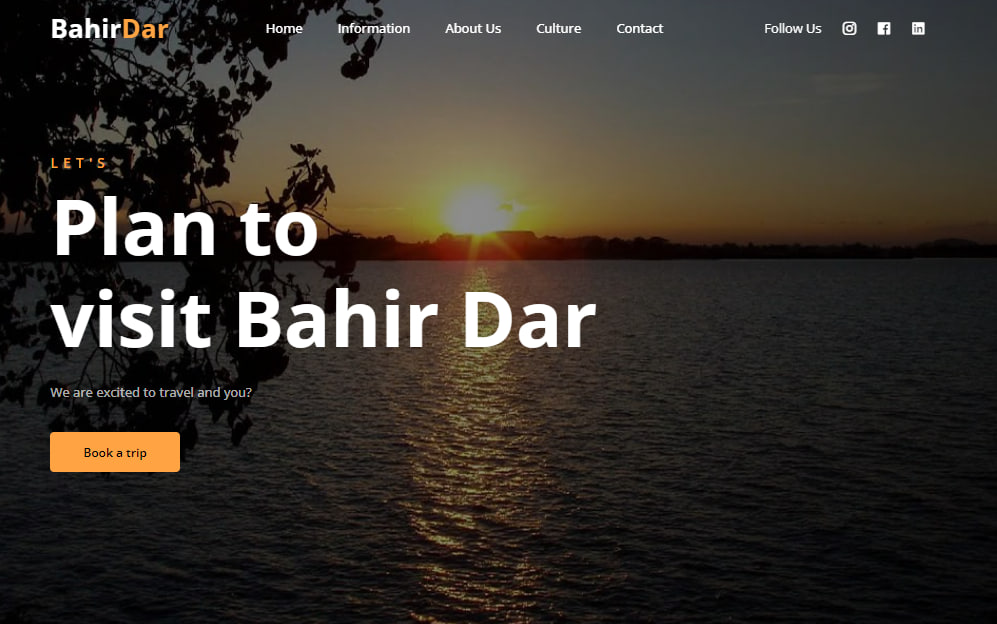 BahirDar
Home Information About Us Culture Contact
Follow Us
LET'S
Plan to
visit Bahir Dar
We are excited to travel and you?
Book a trip